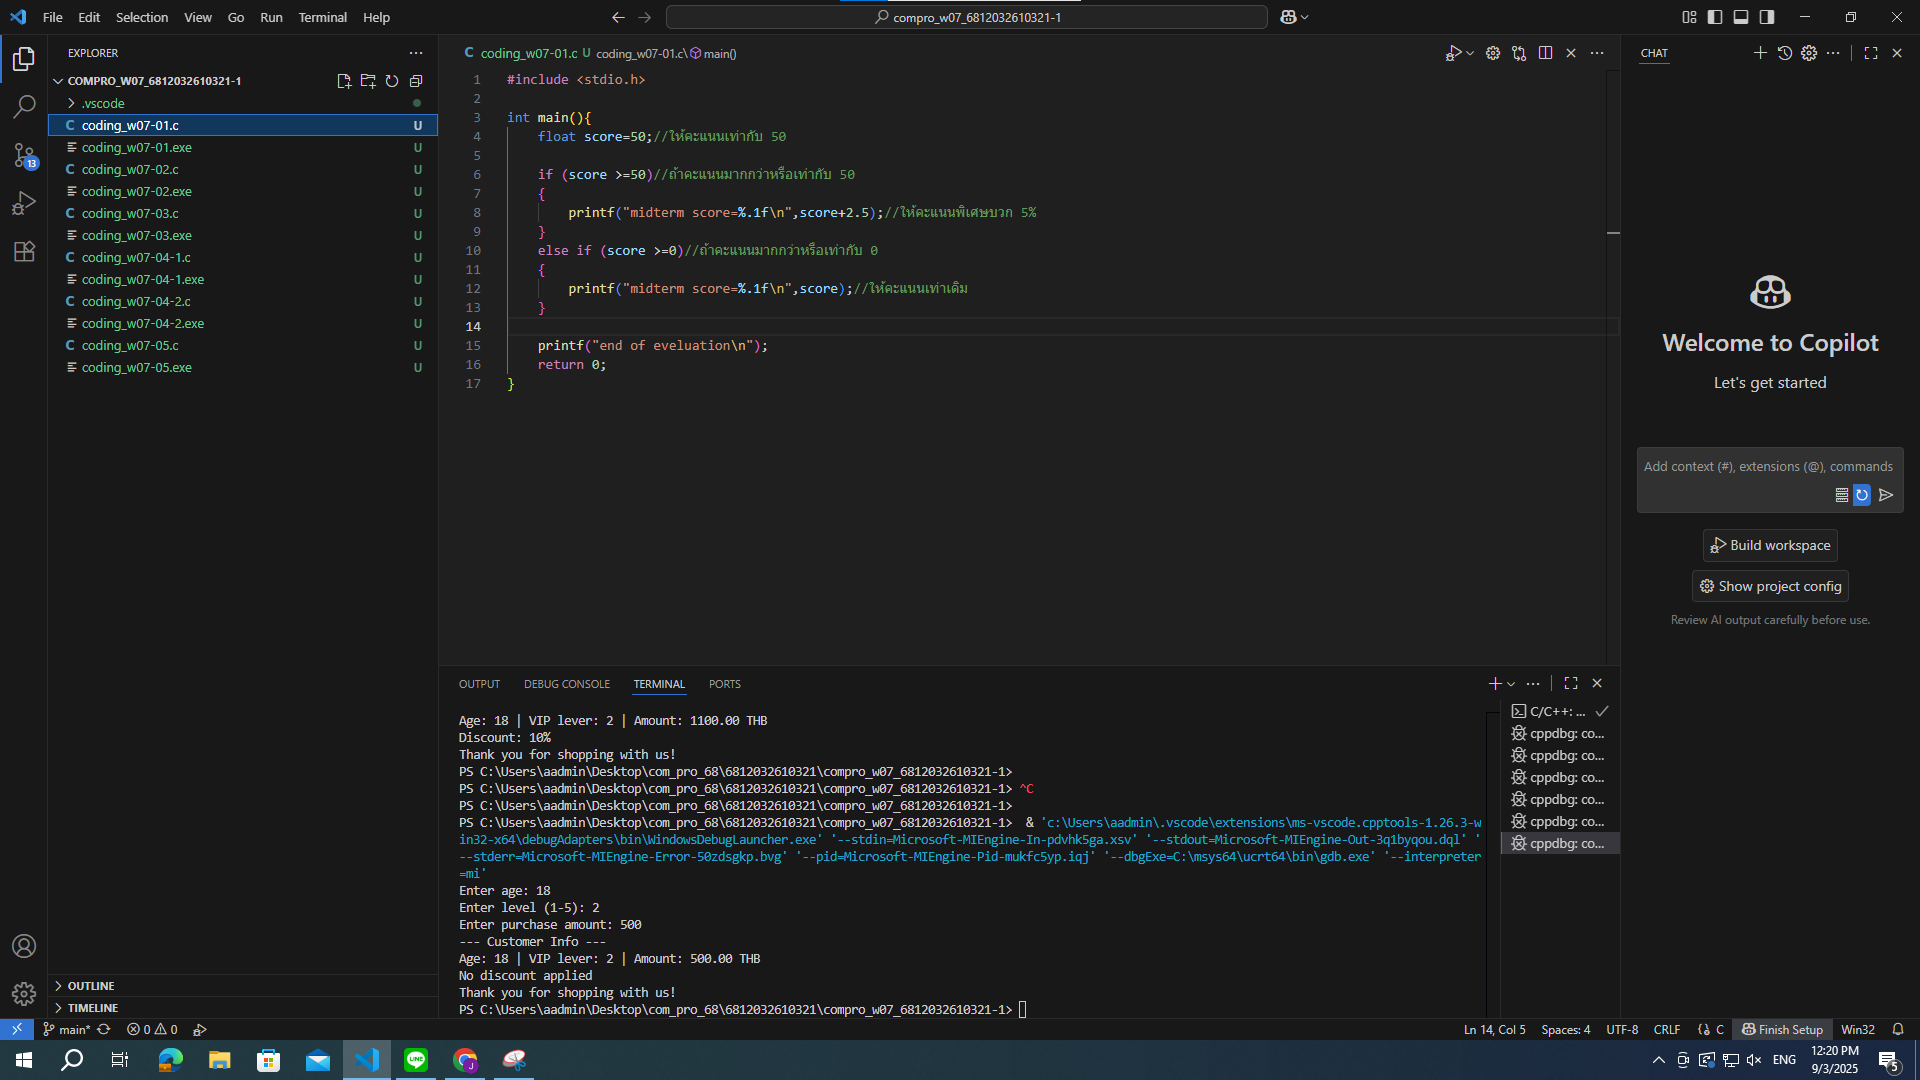 File Edit Selection View Go Run Terminal Help
compro_w07_6812032610321-1
EXPLORER
COMPRO_W07_6812032610321-1
.vscode
C coding_w07-01.c U
coding_w07-01.exe U
C coding_w07-02.c U
coding_w07-02.exe U
C coding_w07-03.c U
coding_w07-03.exe U
C coding_w07-04-1.c U
coding_w07-04-1.exe U
C coding_w07-04-2.c U
coding_w07-04-2.exe U
C coding_w07-05.c U
coding_w07-05.exe U
13
OUTLINE
TIMELINE
C coding_w07-01.c U coding_w07-01.c\ main()
1 #include <stdio.h>
2
3 int main(){
4 float score=50;//ให้คะแนนเท่ากับ 50
5
6 if (score >=50)//ถ้าคะแนนมากกว่าหรือเท่ากับ 50
7 {
8 printf("midterm score=%.1f\n",score+2.5);//ให้คะแนนพิเศษบวก 5%
9 }
10 else if (score >=0)//ถ้าคะแนนมากกว่าหรือเท่ากับ 0
11 {
12 printf("midterm score=%.1f\n",score);//ให้คะแนนเท่าเดิม
13 }
14
15 printf("end of eveluation\n");
16 return 0;
17 }
OUTPUT DEBUG CONSOLE TERMINAL PORTS
Age: 18 | VIP lever: 2 | Amount: 1100.00 THB
Discount: 10%
Thank you for shopping with us!
PS C:\Users\aadmin\Desktop\com_pro_68\6812032610321\compro_w07_6812032610321-1>
PS C:\Users\aadmin\Desktop\com_pro_68\6812032610321\compro_w07_6812032610321-1> ^C
PS C:\Users\aadmin\Desktop\com_pro_68\6812032610321\compro_w07_6812032610321-1>
PS C:\Users\aadmin\Desktop\com_pro_68\6812032610321\compro_w07_6812032610321-1> & 'c:\Users\aadmin\.vscode\extensions\ms-vscode.cpptools-1.26.3-w
in32-x64\debugAdapters\bin\WindowsDebugLauncher.exe' '--stdin=Microsoft-MIEngine-In-pdvhk5ga.xsv' '--stdout=Microsoft-MIEngine-Out-3q1byqou.dql' '
--stderr=Microsoft-MIEngine-Error-50zdsgkp.bvg' '--pid=Microsoft-MIEngine-Pid-mukfc5yp.iqj' '--dbgExe=C:\msys64\ucrt64\bin\gdb.exe' '--interpreter
=mi'
Enter age: 18
Enter level (1-5): 2
Enter purchase amount: 500
--- Customer Info ---
Age: 18 | VIP lever: 2 | Amount: 500.00 THB
No discount applied
Thank you for shopping with us!
PS C:\Users\aadmin\Desktop\com_pro_68\6812032610321\compro_w07_6812032610321-1>
C/C++: ...
cppdbg: co...
cppdbg: co...
cppdbg: co...
cppdbg: co...
cppdbg: co...
cppdbg: co...
CHAT
Welcome to Copilot
Let's get started
Add context (#), extensions (@), commands
Build workspace
Show project config
Review AI output carefully before use.
main* 0 0
Ln 14, Col 5 Spaces: 4 UTF-8 CRLF C Finish Setup Win32
ENG
12:20 PM
9/3/2025
5